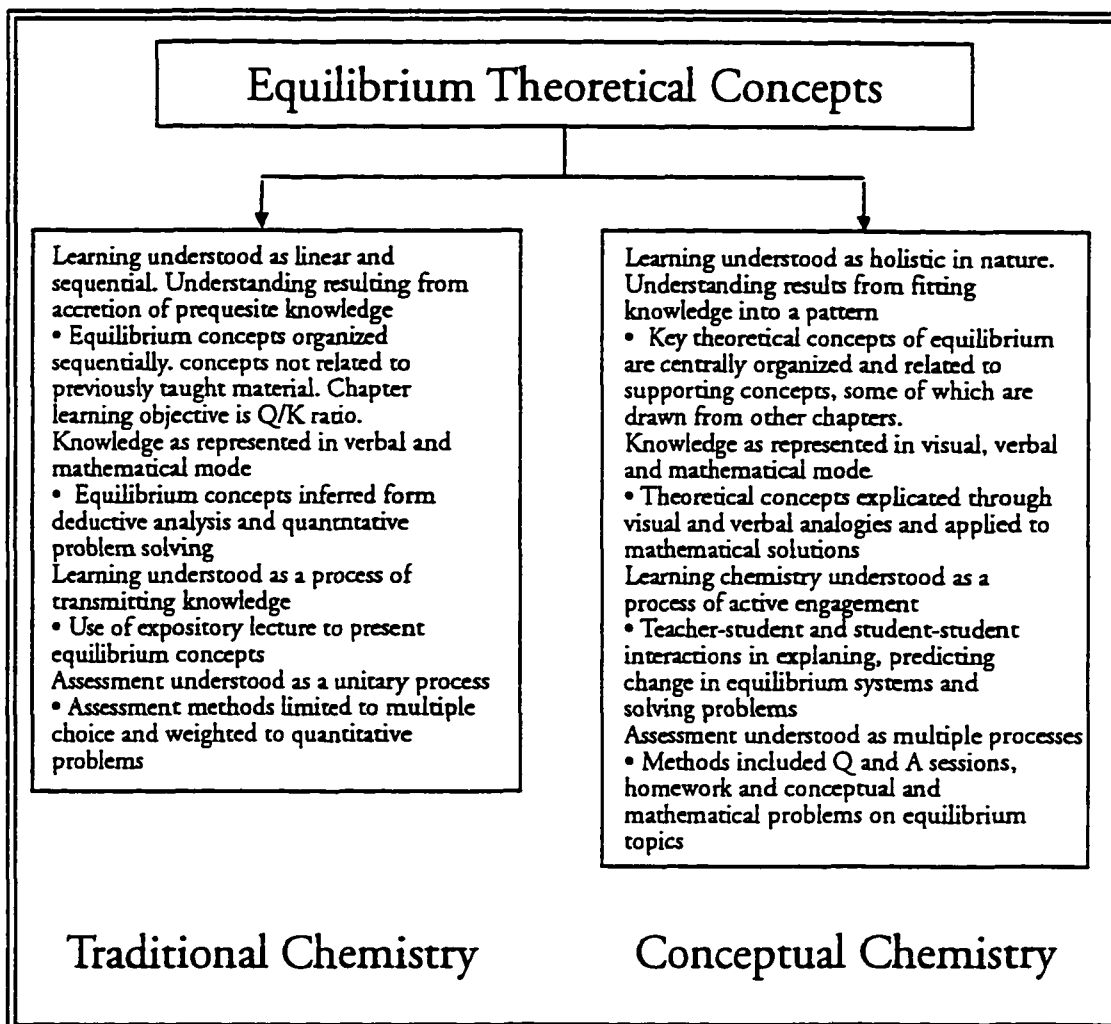 Equilibrium Theoretical Concepts
Learning understood as linear and
sequential. Understanding resulting from
accretion of prequesite knowledge
• Equilibrium concepts organized
sequentially. concepts not related to
previously taught material. Chapter
learning objective is Q/K ratio.
Knowledge as represented in verbal and
mathematical mode
• Equilibrium concepts inferred form
deductive analysis and quantitative
problem solving
Learning understood as a process of
transmitting knowledge
• Use of expository lecture to present
equilibrium concepts
Assessment understood as a unitary process
• Assessment methods limited to multiple
choice and weighted to quantitative
problems
Learning understood as holistic in nature.
Understanding results from fitting
knowledge into a pattern
• Key theoretical concepts of equilibrium
are centrally organized and related to
supporting concepts, some of which are
drawn from other chapters.
Knowledge as represented in visual, verbal
and mathematical mode
• Theoretical concepts explicated through
visual and verbal analogies and applied to
mathematical solutions
Learning chemistry understood as a
process of active engagement
• Teacher-student and student-student
interactions in explaning, predicting
change in equilibrium systems and
solving problems
Assessment understood as multiple processes
• Methods included Q and A sessions,
homework and conceptual and
mathematical problems on equilibrium
topics
Traditional Chemistry
Conceptual Chemistry